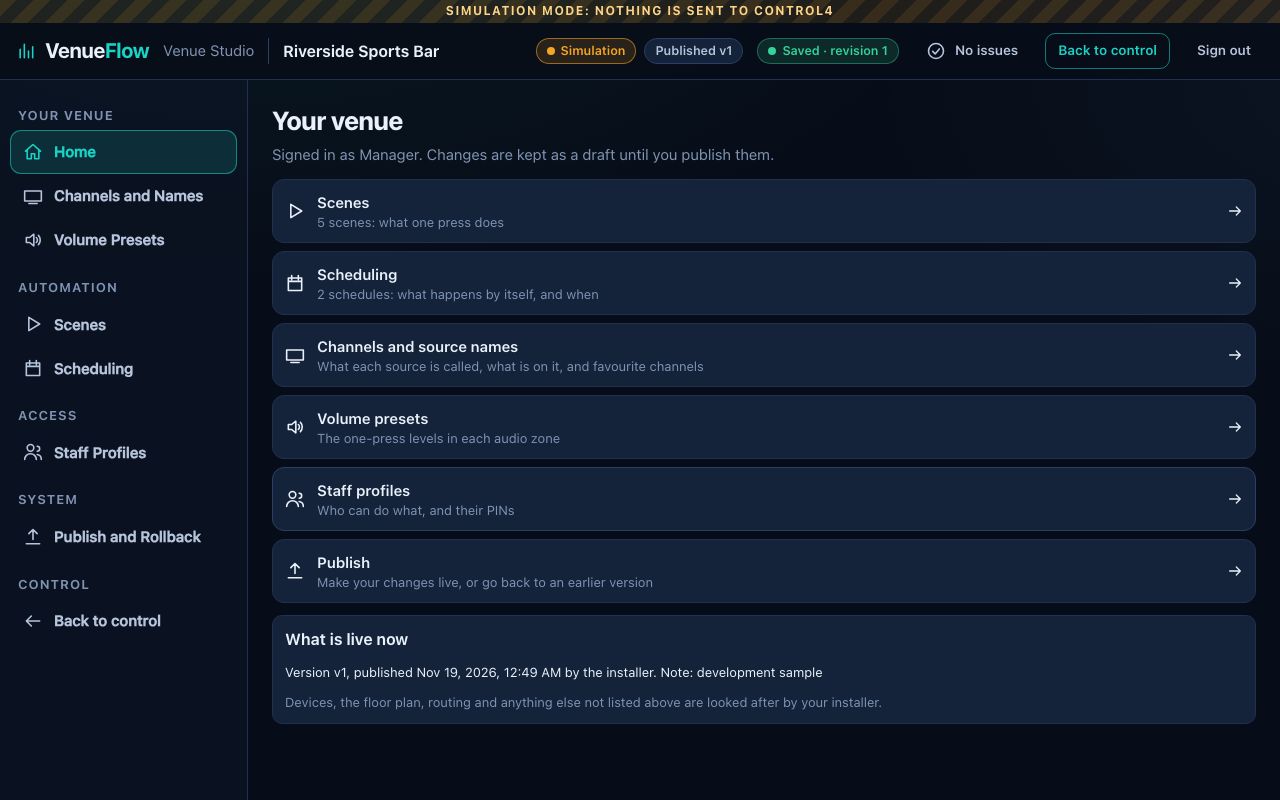 SIMULATION MODE: NOTHING IS SENT TO CONTROL4
VenueFlow Venue Studio Riverside Sports Bar Simulation Published v1 Saved · revision 1 No issues Back to control Sign out
YOUR VENUE
Home
Channels and Names
Volume Presets
AUTOMATION
Scenes
Scheduling
ACCESS
Staff Profiles
SYSTEM
Publish and Rollback
CONTROL
Back to control
Your venue
Signed in as Manager. Changes are kept as a draft until you publish them.
Scenes
5 scenes: what one press does
Scheduling
2 schedules: what happens by itself, and when
Channels and source names
What each source is called, what is on it, and favourite channels
Volume presets
The one-press levels in each audio zone
Staff profiles
Who can do what, and their PINs
Publish
Make your changes live, or go back to an earlier version
What is live now
Version v1, published Nov 19, 2026, 12:49 AM by the installer. Note: development sample
Devices, the floor plan, routing and anything else not listed above are looked after by your installer.